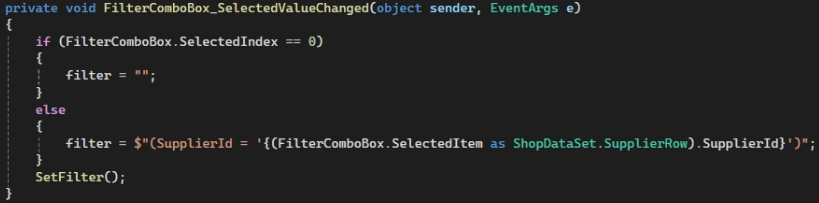 private void FilterComboBox_SelectedValueChanged(object sender, EventArgs e)
{
    if (FilterComboBox.SelectedIndex == 0)
    {
        filter = "";
    }
    else
    {
        filter = $"(SupplierId = '{(FilterComboBox.SelectedItem as ShopDataSet.SupplierRow).SupplierId}')";
    }
    SetFilter();
}